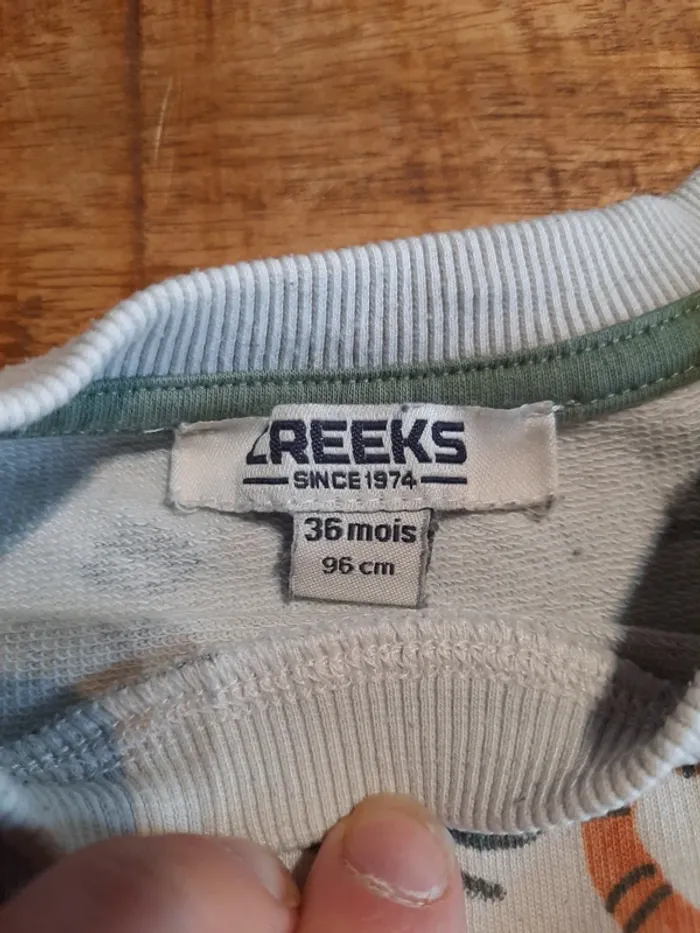 CREEKS
SINCE 1974
36 mois
96 cm